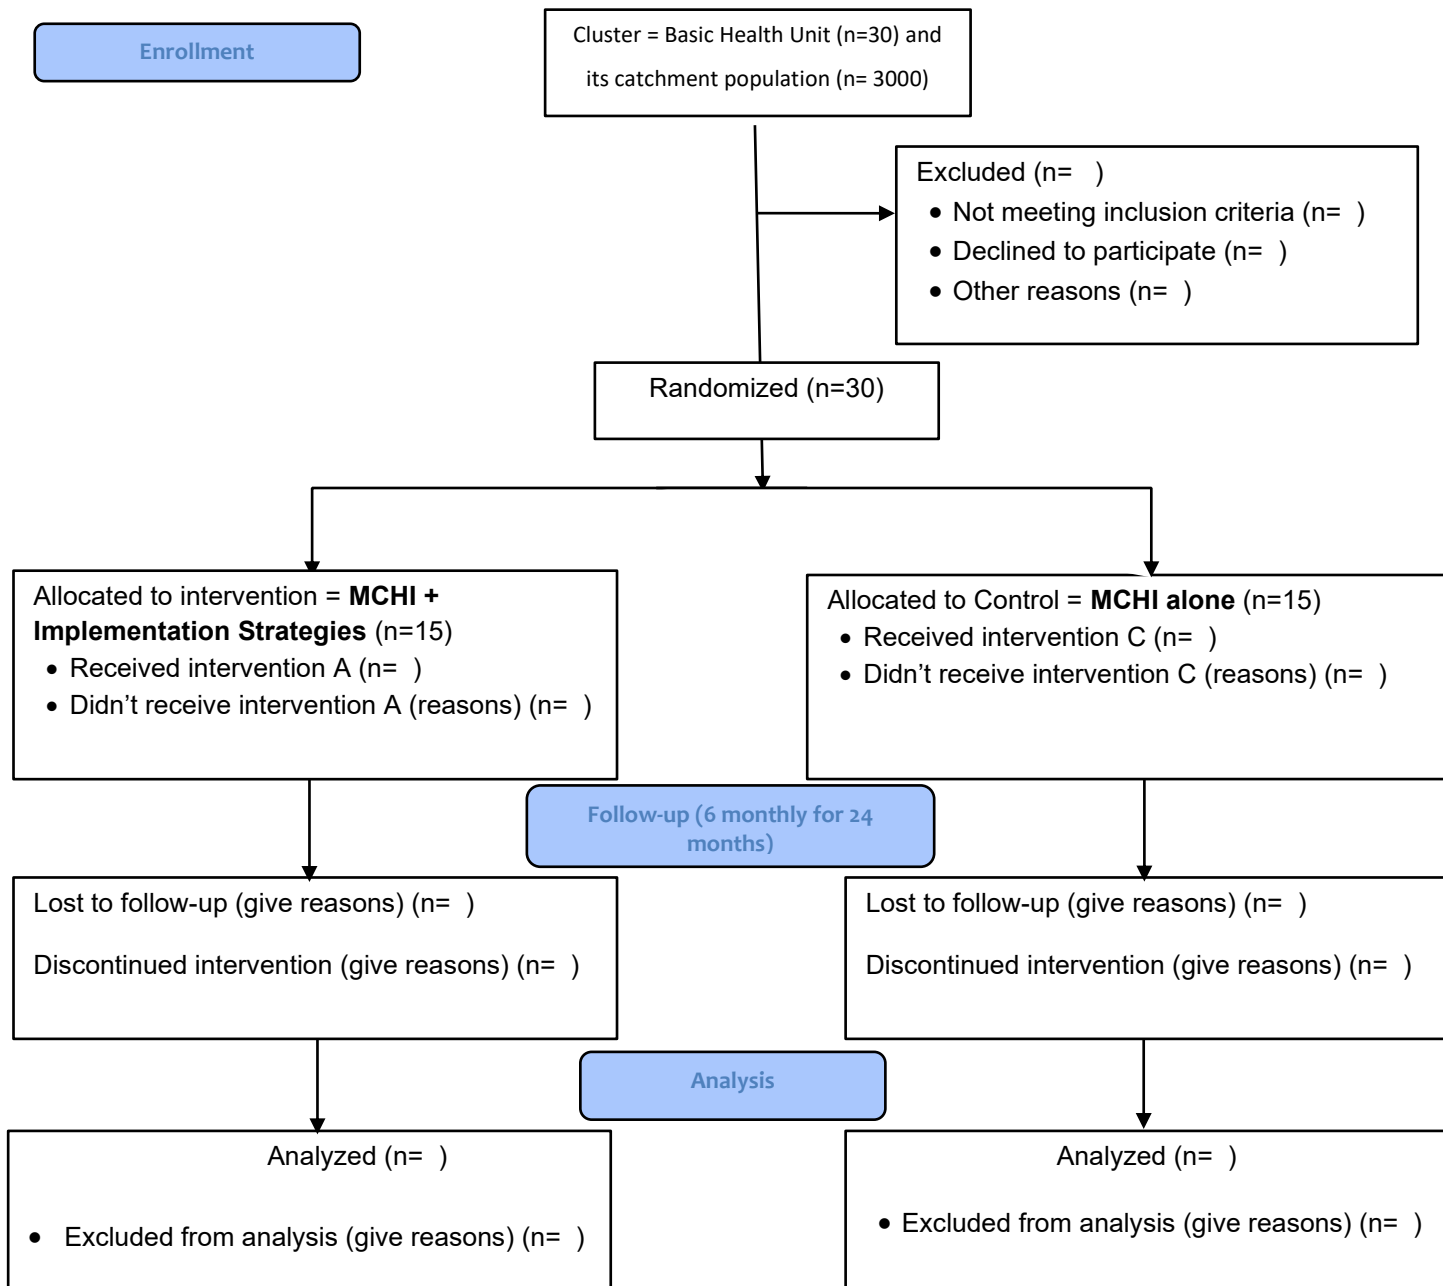 Enrollment
Cluster = Basic Health Unit (n=30) and
its catchment population (n= 3000)
Excluded (n=   )
• Not meeting inclusion criteria (n=  )
• Declined to participate (n=  )
• Other reasons (n=  )
Randomized (n=30)
Allocated to intervention = MCHI +
Implementation Strategies (n=15)
• Received intervention A (n=  )
• Didn’t receive intervention A (reasons) (n=  )
Allocated to Control = MCHI alone (n=15)
• Received intervention C (n=  )
• Didn’t receive intervention C (reasons) (n=  )
Follow-up (6 monthly for 24
months)
Lost to follow-up (give reasons) (n=  )
Discontinued intervention (give reasons) (n=  )
Lost to follow-up (give reasons) (n=  )
Discontinued intervention (give reasons) (n=  )
Analysis
Analyzed (n=  )
• Excluded from analysis (give reasons) (n=  )
Analyzed (n=  )
• Excluded from analysis (give reasons) (n=  )